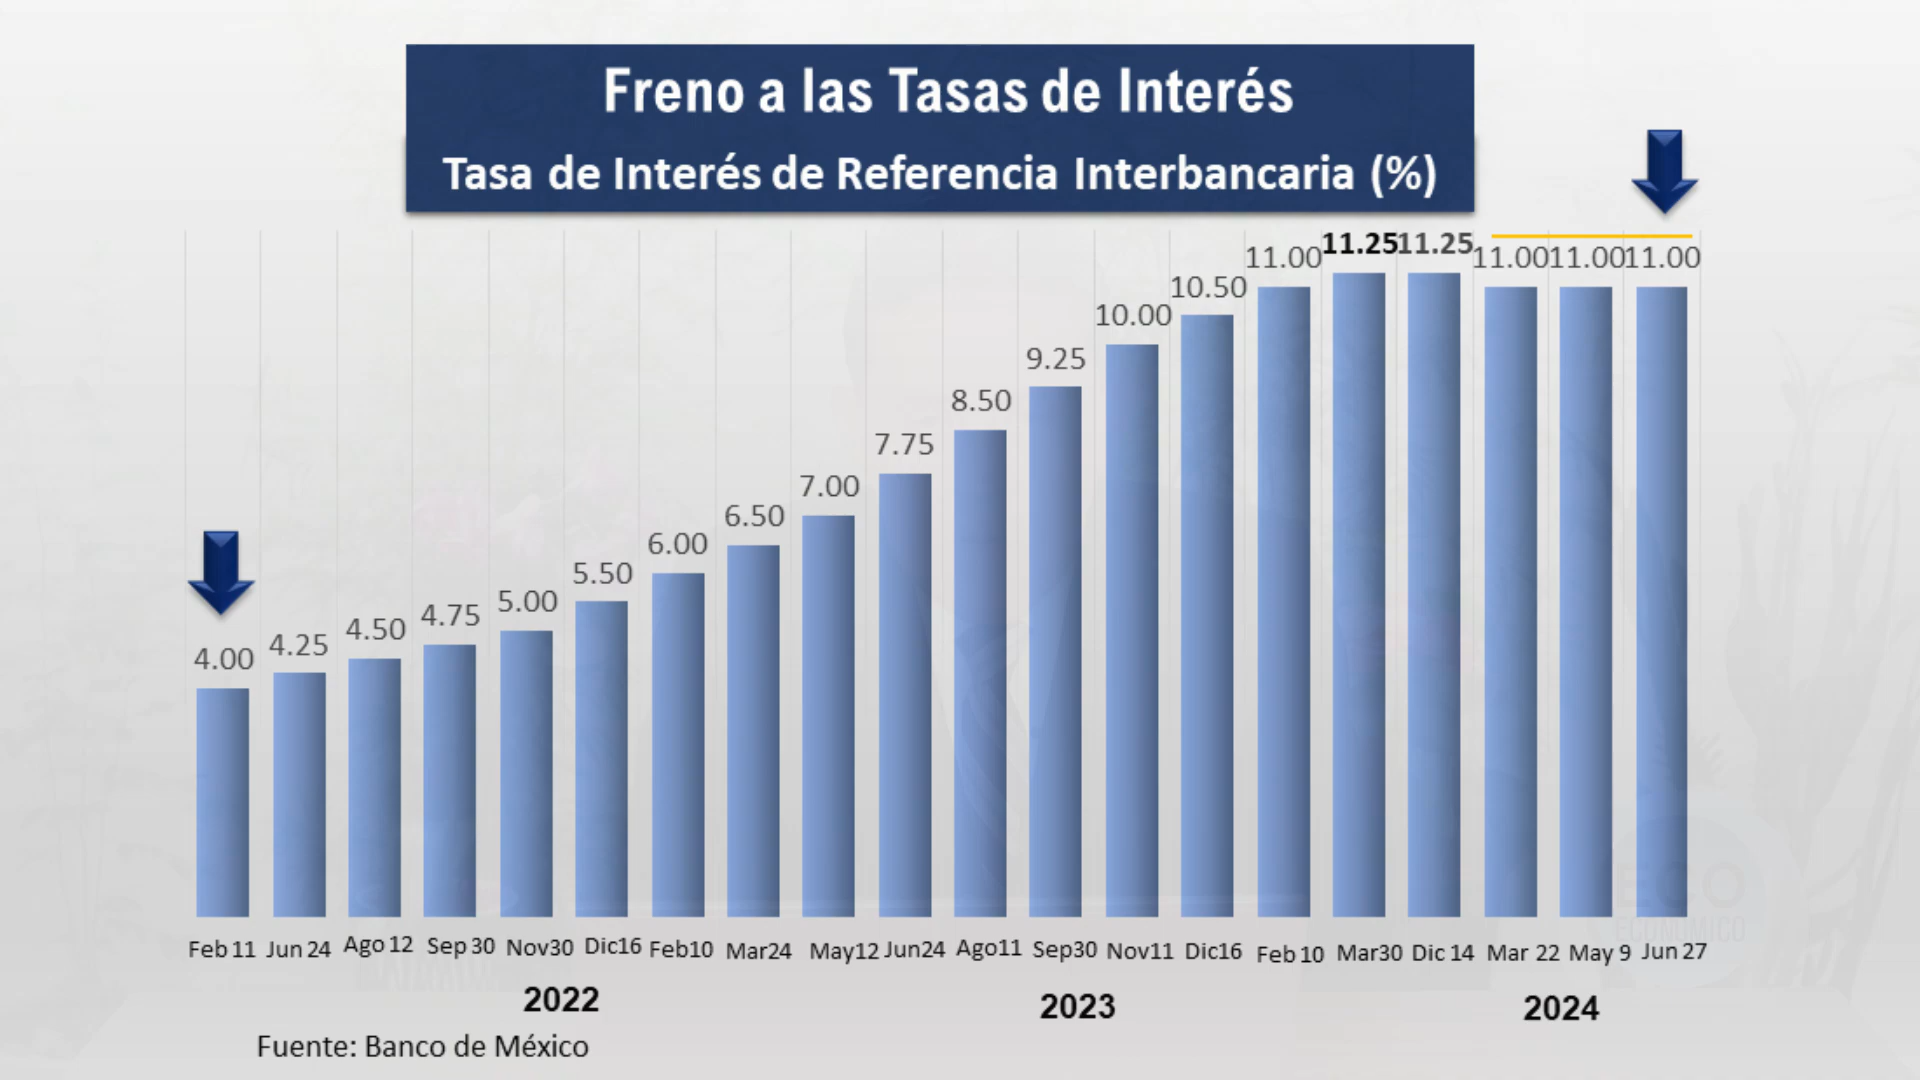 Freno a las Tasas de Interés
Tasa de Interés de Referencia Interbancaria (%)
4.00 4.25 4.50 4.75 5.00 5.50 6.00 6.50 7.00 7.75 8.50 9.25 10.00 10.50 11.00 11.25 11.25 11.00 11.00 11.00
Feb 11 Jun 24 Ago 12 Sep 30 Nov30 Dic16 Feb10 Mar24 May12 Jun24 Ago11 Sep30 Nov11 Dic16 Feb 10 Mar30 Dic 14 Mar 22 May 9 Jun 27
2022 2023 2024
Fuente: Banco de México
ECO
ECONÓMICO